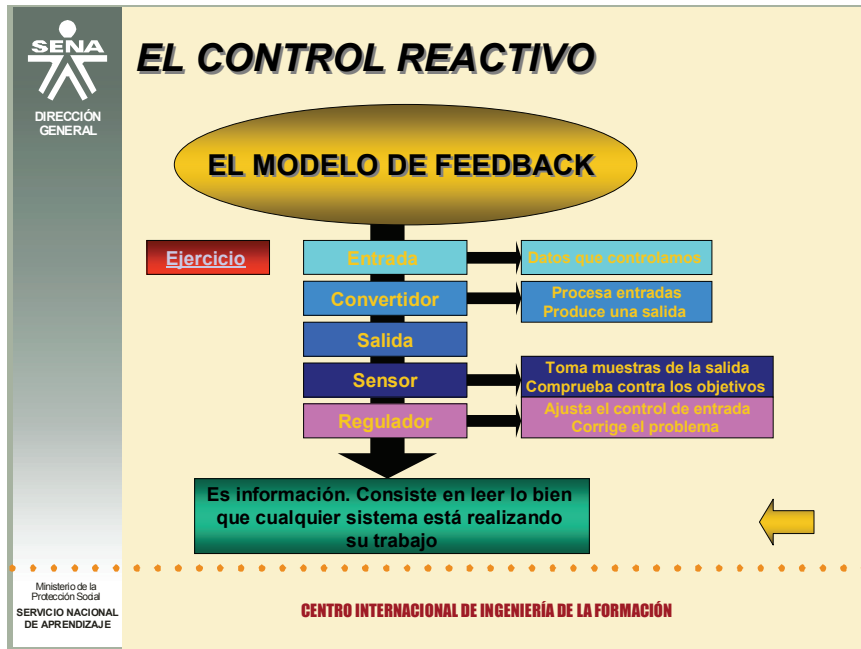 SENA
DIRECCIÓN
GENERAL
EL CONTROL REACTIVO
EL MODELO DE FEEDBACK
Ejercicio
Entrada
Datos que controlamos
Convertidor
Procesa entradas
Produce una salida
Salida
Sensor
Toma muestras de la salida
Comprueba contra los objetivos
Regulador
Ajusta el control de entrada
Corrige el problema
Es información. Consiste en leer lo bien
que cualquier sistema está realizando
su trabajo
Ministerio de la
Protección Social
SERVICIO NACIONAL
DE APRENDIZAJE
CENTRO INTERNACIONAL DE INGENIERÍA DE LA FORMACIÓN